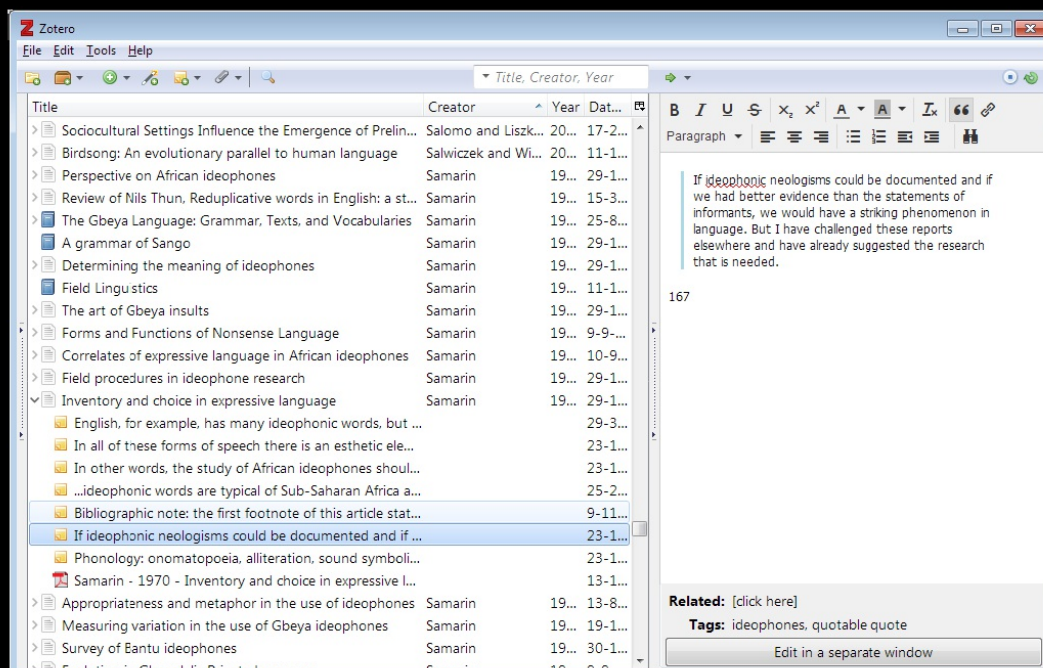 Zotero
File Edit Tools Help
Title, Creator, Year
Title Creator Year Dat...
Sociocultural Settings Influence the Emergence of Prelin... Salomo and Liszk... 20... 17-2...
Birdsong: An evolutionary parallel to human language Salwiczek and Wi... 20... 11-1...
Perspective on African ideophones Samarin 19... 29-1...
Review of Nils Thun, Reduplicative words in English: a st... Samarin 19... 15-3...
The Gbeya Language: Grammar, Texts, and Vocabularies Samarin 19... 25-8...
A grammar of Sango Samarin 19... 29-1...
Determining the meaning of ideophones Samarin 19... 29-1...
Field Linguistics Samarin 19... 11-1...
The art of Gbeya insults Samarin 19... 29-1...
Forms and Functions of Nonsense Language Samarin 19... 9-9-...
Correlates of expressive language in African ideophones Samarin 19... 10-9...
Field procedures in ideophone research Samarin 19... 29-1...
Inventory and choice in expressive language Samarin 19... 29-1...
English, for example, has many ideophonic words, but ... 29-3...
In all of these forms of speech there is an esthetic ele... 23-1...
In other words, the study of African ideophones shoul... 23-1...
...ideophonic words are typical of Sub-Saharan Africa a... 25-2...
Bibliographic note: the first footnote of this article stat... 9-11...
If ideophonic neologisms could be documented and if ... 23-1...
Phonology: onomatopoeia, alliteration, sound symboli... 23-1...
Samarin - 1970 - Inventory and choice in expressive l... 13-1...
Appropriateness and metaphor in the use of ideophones Samarin 19... 13-8...
Measuring variation in the use of Gbeya ideophones Samarin 19... 19-1...
Survey of Bantu ideophones Samarin 19... 30-1...
B I U S X₂ X² A A Tx
Paragraph
If ideophonic neologisms could be documented and if
we had better evidence than the statements of
informants, we would have a striking phenomenon in
language. But I have challenged these reports
elsewhere and have already suggested the research
that is needed.
167
Related: [click here]
Tags: ideophones, quotable quote
Edit in a separate window